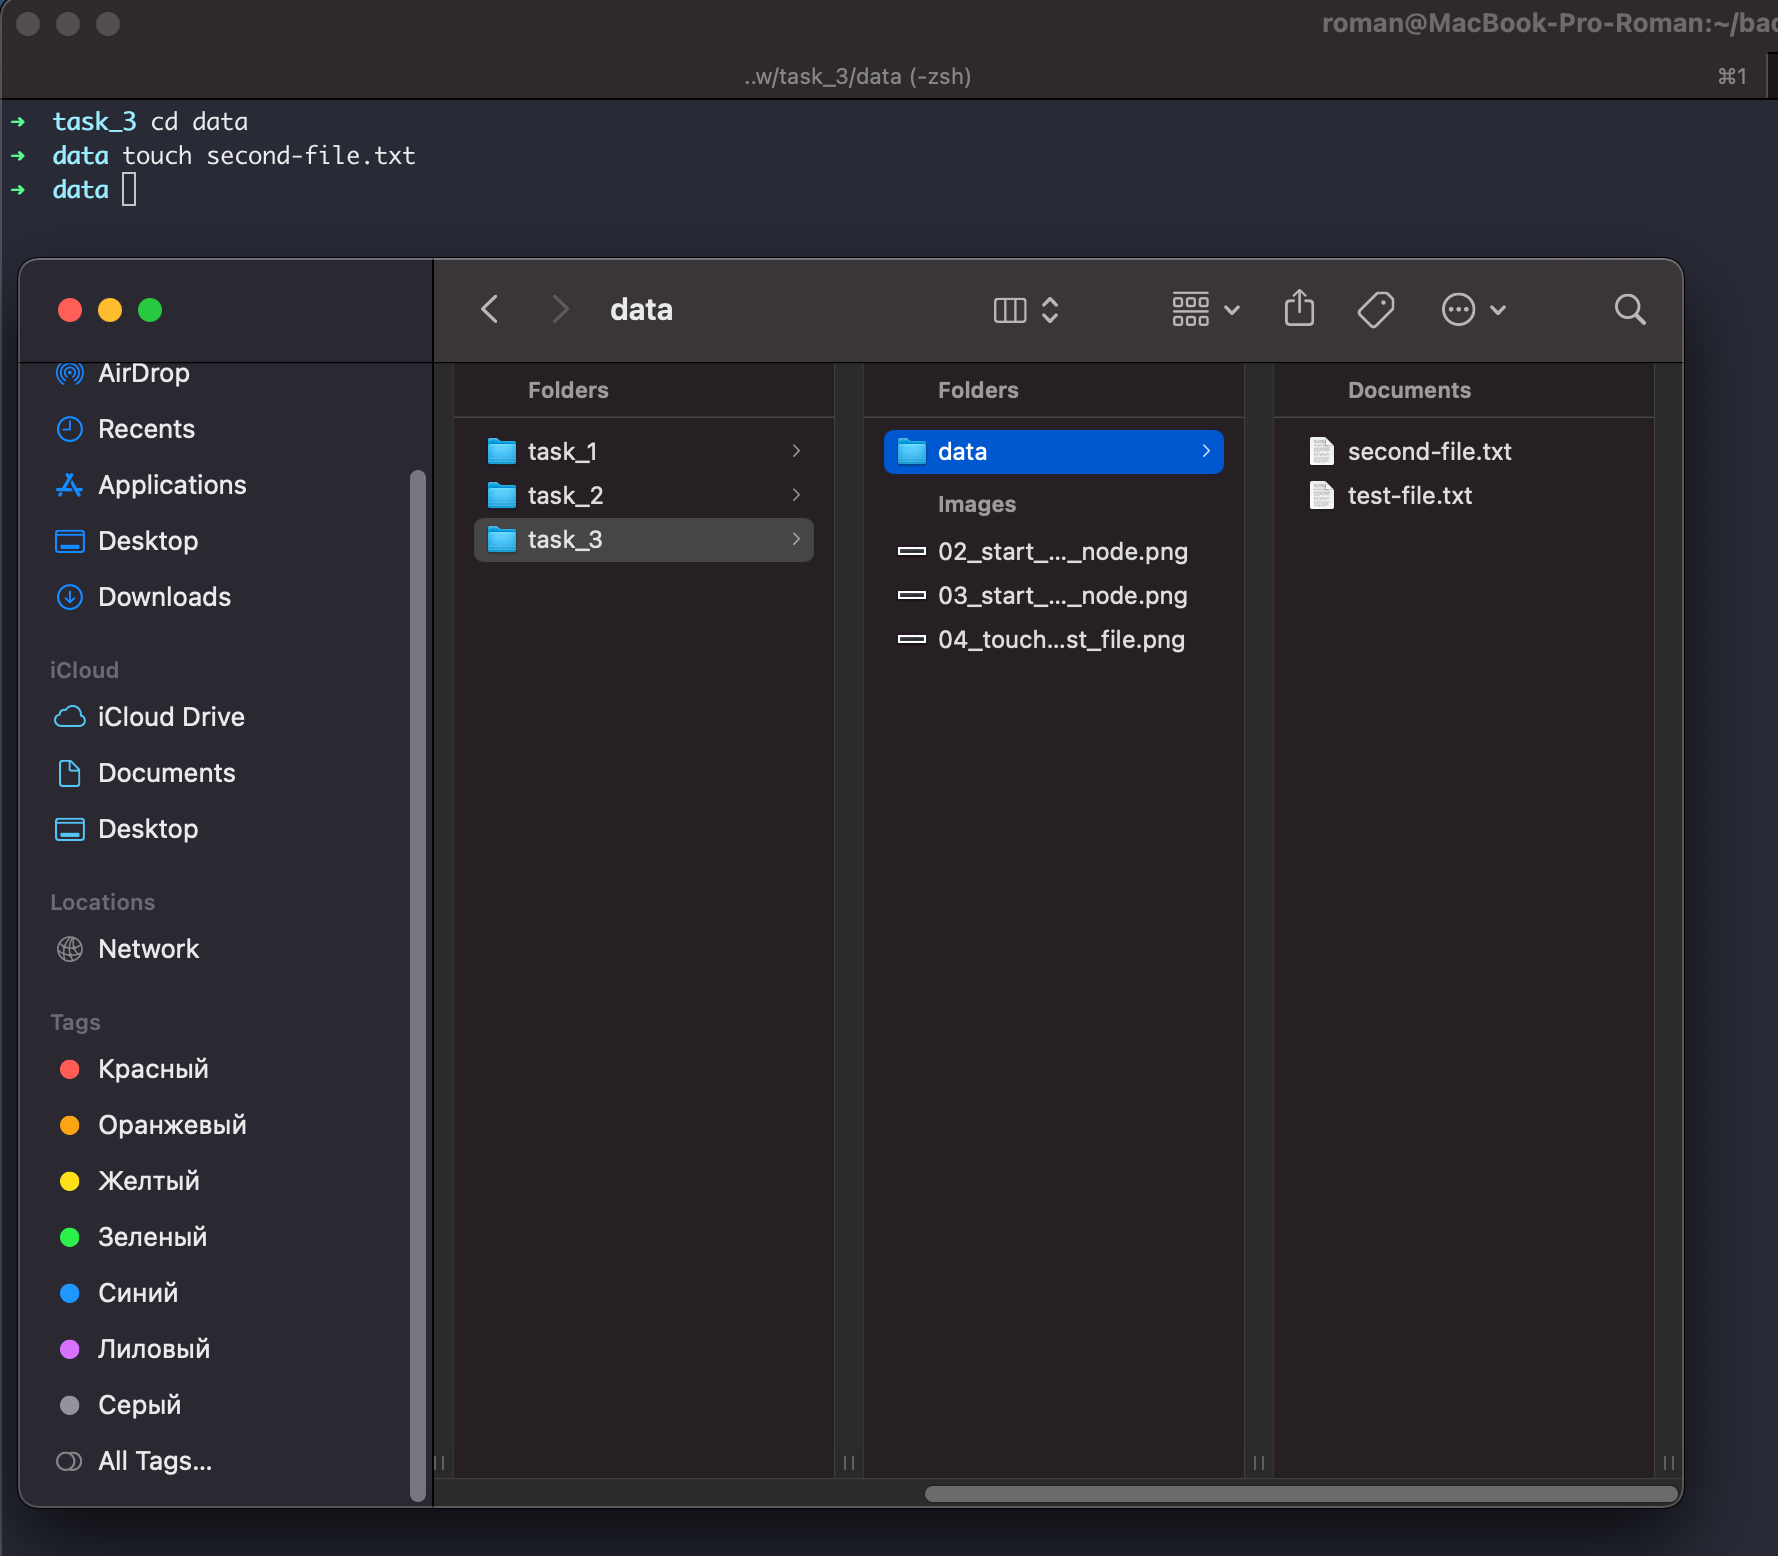 roman@MacBook-Pro-Roman:~/bac
..w/task_3/data (-zsh)
⌘1
➜ task_3 cd data
➜ data touch second-file.txt
➜ data
data
AirDrop
Recents
Applications
Desktop
Downloads
iCloud
iCloud Drive
Documents
Desktop
Locations
Network
Tags
Красный
Оранжевый
Желтый
Зеленый
Синий
Лиловый
Серый
All Tags...
Folders
task_1
task_2
task_3
Folders
data
Images
02_start_..._node.png
03_start_..._node.png
04_touch...st_file.png
Documents
second-file.txt
test-file.txt